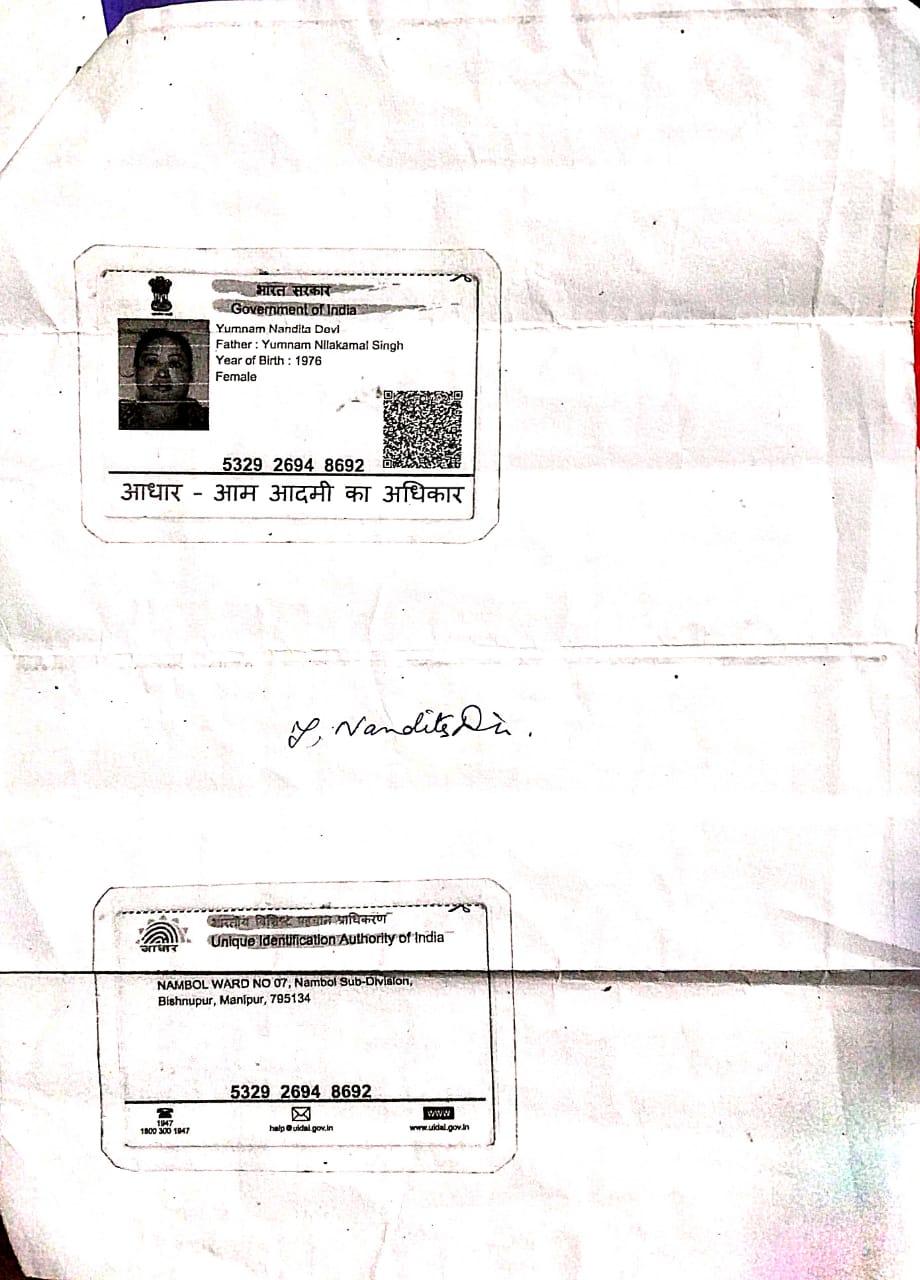 भारत सरकार
Government of India
Yumnam Nandita Devi
Father : Yumnam Nilakamal Singh
Year of Birth : 1976
Female
5329 2694 8692
आधार - आम आदमी का अधिकार
Y. Nandita
भारतीय विशिष्ट पहचान प्राधिकरण
Unique Identification Authority of India
आधार
NAMBOL WARD NO 07, Nambol Sub-Division,
Bishnupur, Manipur, 795134
5329 2694 8692
WWW
1947
1800 300 1947
help@uidai.gov.in
www.uidai.gov.in